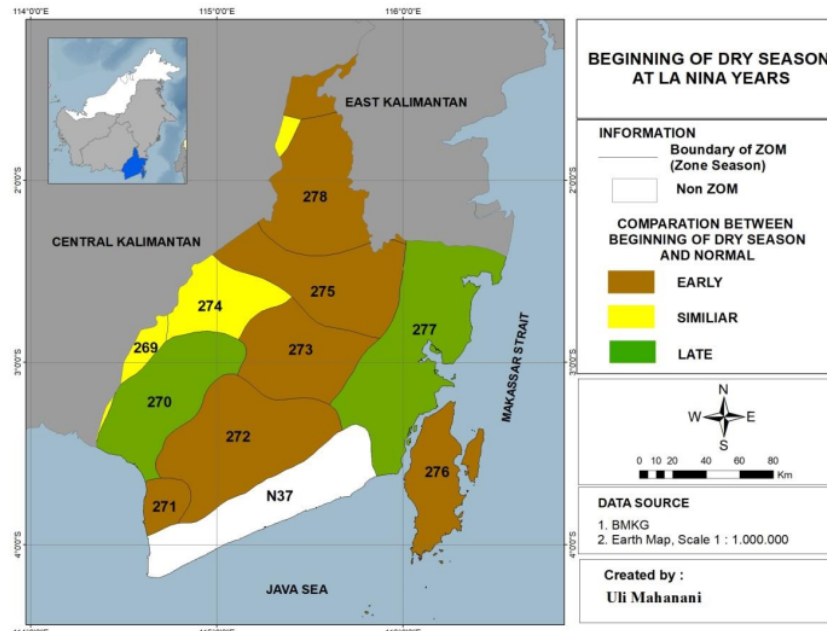 114°0'0"E
115°0'0"E
116°0'0"E
EAST KALIMANTAN
2°0'0"S
2°0'0"S
278
CENTRAL KALIMANTAN
275
274
277
269
273
3°0'0"S
3°0'0"S
MAKASSAR STRAIT
270
272
276
271
N37
4°0'0"S
4°0'0"S
JAVA SEA
BEGINNING OF DRY SEASON
AT LA NINA YEARS
INFORMATION
Boundary of ZOM
(Zone Season)
Non ZOM
COMPARATION BETWEEN
BEGINNING OF DRY SEASON
AND NORMAL
EARLY
SIMILIAR
LATE
N
W E
S
0 10 20 40 60 80
Km
DATA SOURCE
1. BMKG
2. Earth Map, Scale 1 : 1.000.000
Created by :
Uli Mahanani